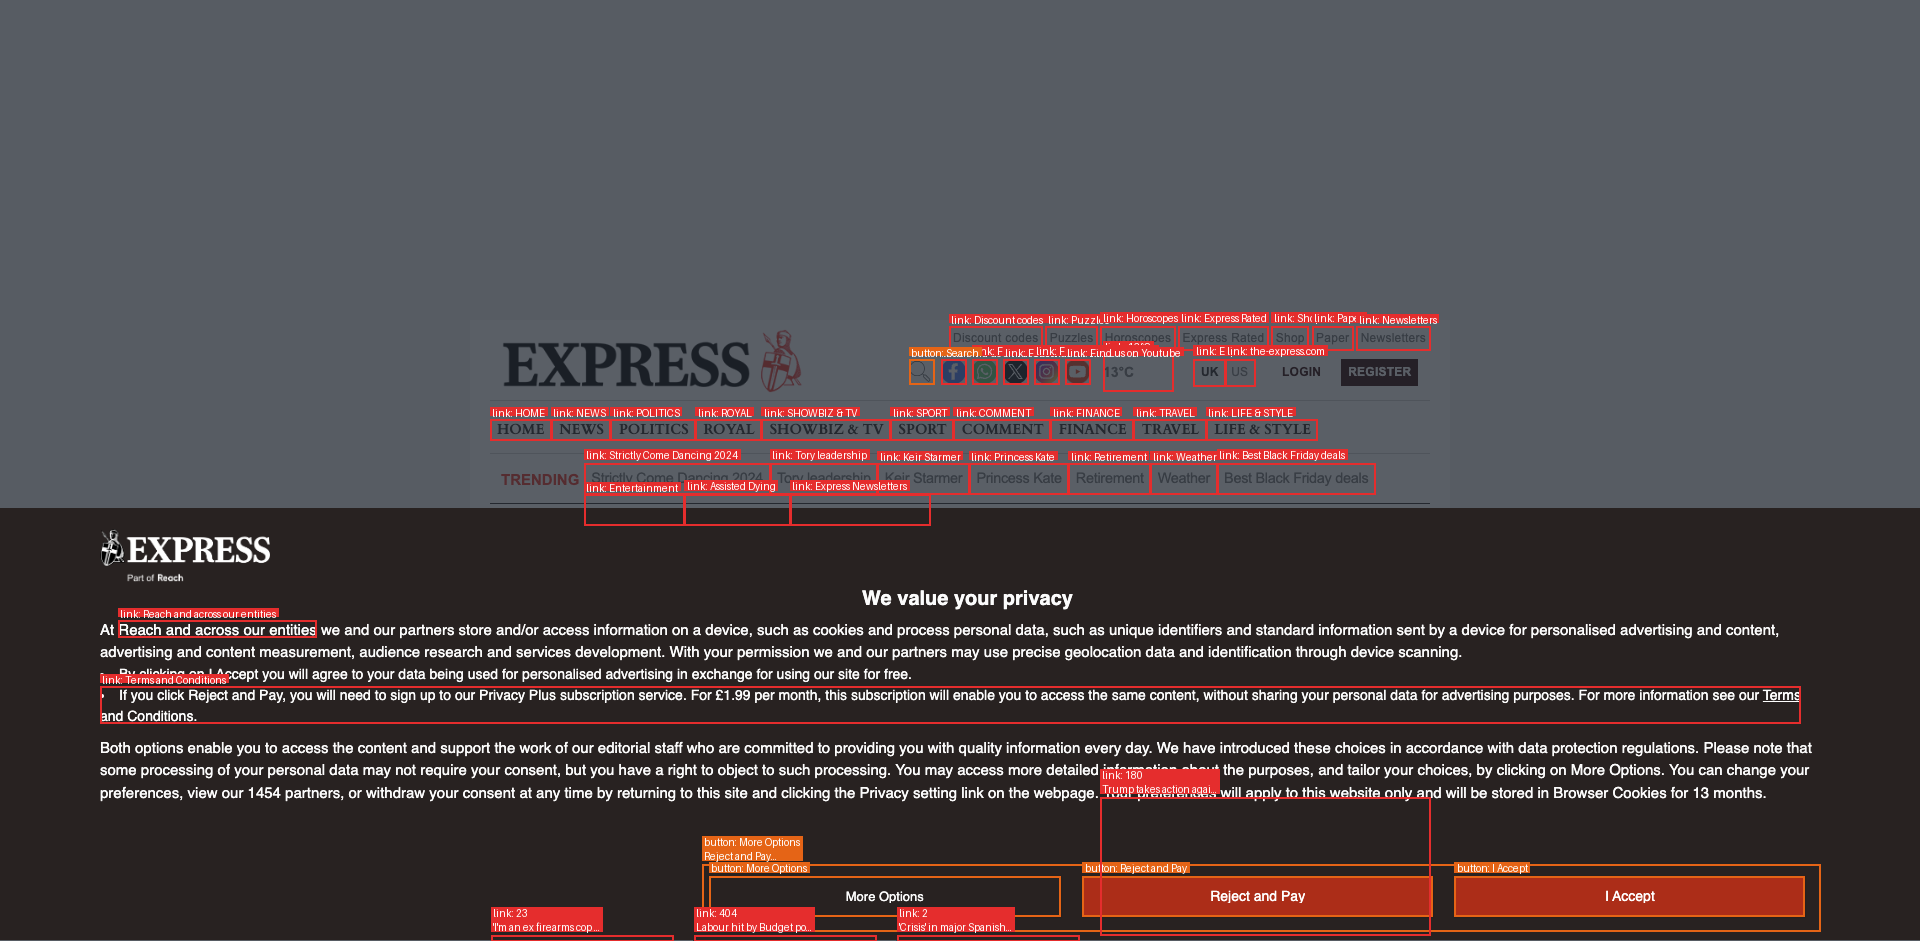 link: Discount codes link: Puzzl link: Horoscopes link: Express Rated link: Sh link: Pap link: Newsletters
Discount codes Puzzles Horoscopes Express Rated Shop Paper Newsletters
button: Search link: Find us on Youtube link: E link: the-express.com
EXPRESS 13°C UK US LOGIN REGISTER
link: HOME link: NEWS link: POLITICS link: ROYAL link: SHOWBIZ & TV link: SPORT link: COMMENT link: FINANCE link: TRAVEL link: LIFE & STYLE
HOME NEWS POLITICS ROYAL SHOWBIZ & TV SPORT COMMENT FINANCE TRAVEL LIFE & STYLE
link: Strictly Come Dancing 2024 link: Tory leadership link: Keir Starmer link: Princess Kate link: Retirement link: Weather link: Best Black Friday deals
TRENDING Strictly Come Dancing 2024 Tory leadership Keir Starmer Princess Kate Retirement Weather Best Black Friday deals
link: Entertainment link: Assisted Dying link: Express Newsletters
EXPRESS
Part of Reach
We value your privacy
link: Reach and across our entities
At Reach and across our entities we and our partners store and/or access information on a device, such as cookies and process personal data, such as unique identifiers and standard information sent by a device for personalised advertising and content,
advertising and content measurement, audience research and services development. With your permission we and our partners may use precise geolocation data and identification through device scanning.
• By clicking on I Accept you will agree to your data being used for personalised advertising in exchange for using our site for free.
link: Terms and Conditions
• If you click Reject and Pay, you will need to sign up to our Privacy Plus subscription service. For £1.99 per month, this subscription will enable you to access the same content, without sharing your personal data for advertising purposes. For more information see our Terms
and Conditions.
Both options enable you to access the content and support the work of our editorial staff who are committed to providing you with quality information every day. We have introduced these choices in accordance with data protection regulations. Please note that
some processing of your personal data may not require your consent, but you have a right to object to such processing. You may access more detailed information about the purposes, and tailor your choices, by clicking on More Options. You can change your
preferences, view our 1454 partners, or withdraw your consent at any time by returning to this site and clicking the Privacy setting link on the webpage. Your preferences will apply to this website only and will be stored in Browser Cookies for 13 months.
link: 180
Trump takes action agai...
button: More Options
Reject and Pay...
button: More Options button: Reject and Pay button: I Accept
More Options Reject and Pay I Accept
link: 23 link: 404 link: 2
'I'm an ex firearms cop... Labour hit by Budget po... 'Crisis' in major Spanish...